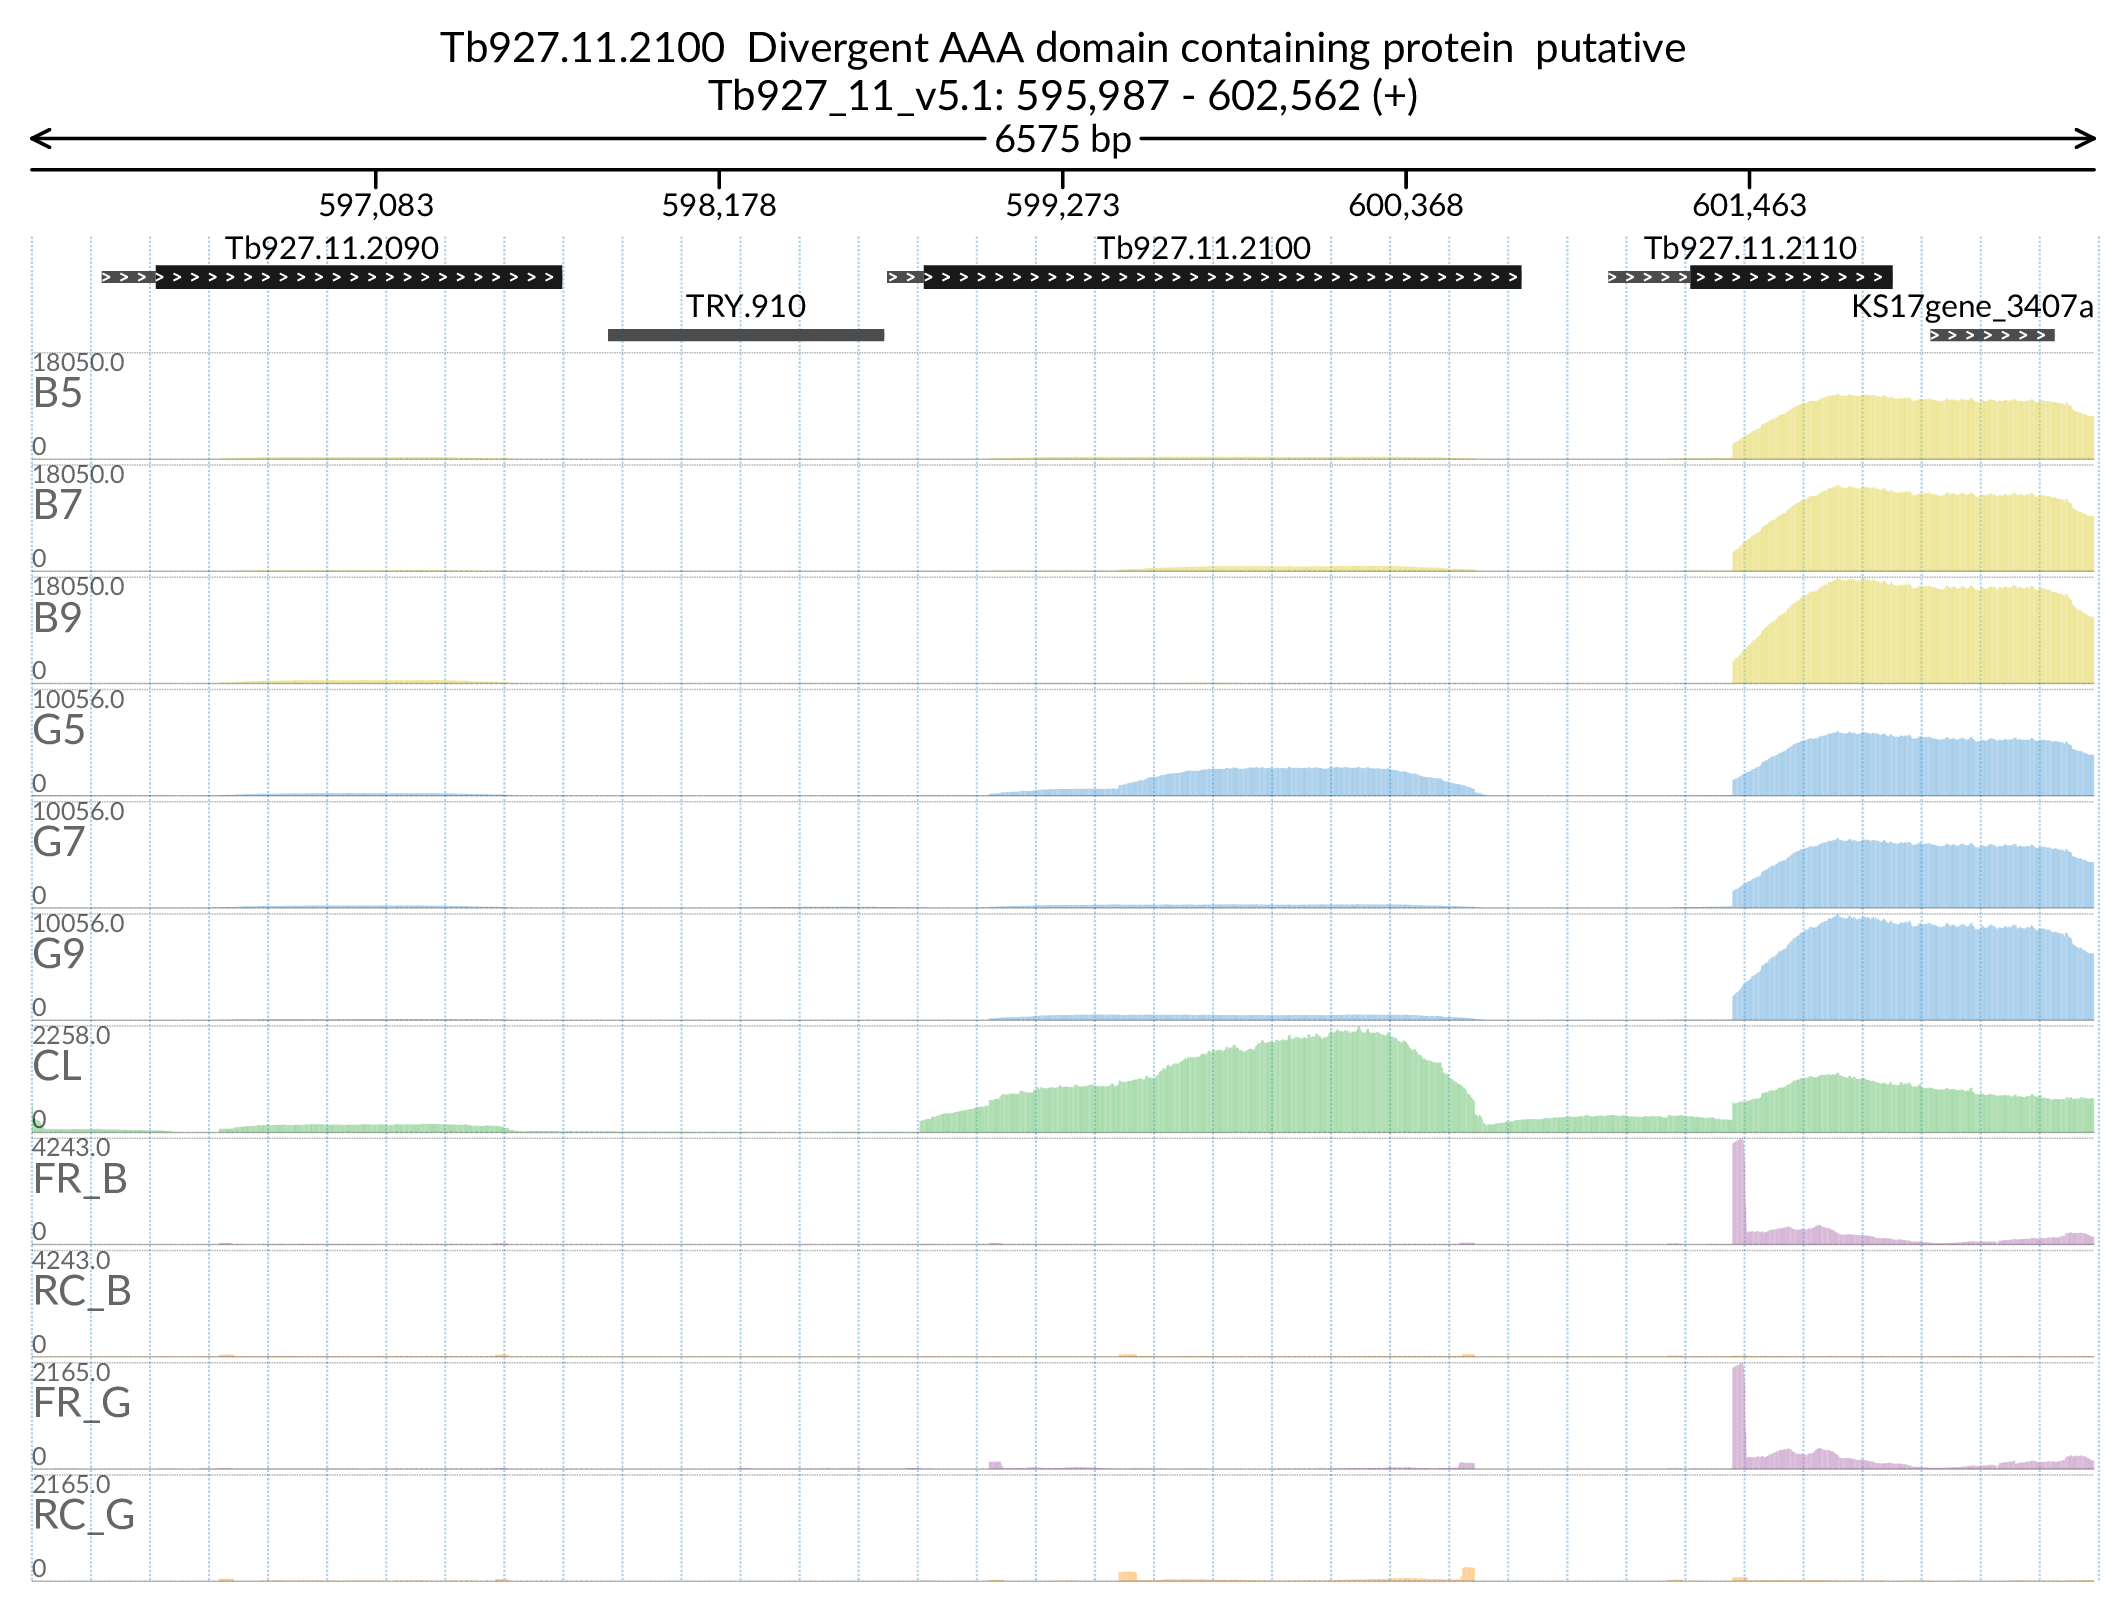 Tb927.11.2100  Divergent AAA domain containing protein  putative
Tb927_11_v5.1: 595,987 - 602,562 (+)
6575 bp
597,083 598,178 599,273 600,368 601,463
Tb927.11.2090 Tb927.11.2100 Tb927.11.2110
TRY.910 KS17gene_3407a
18050.0
B5
0
18050.0
B7
0
18050.0
B9
0
10056.0
G5
0
10056.0
G7
0
10056.0
G9
0
2258.0
CL
0
4243.0
FR_B
0
4243.0
RC_B
0
2165.0
FR_G
0
2165.0
RC_G
0